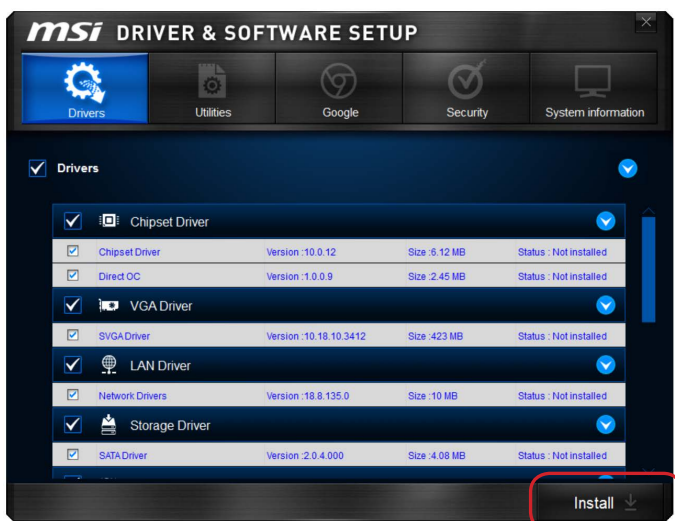 msi DRIVER & SOFTWARE SETUP
Drivers Utilities Google Security System information
Drivers
Chipset Driver
Chipset Driver Version :10.0.12 Size :6.12 MB Status : Not installed
Direct OC Version :1.0.0.9 Size :2.45 MB Status : Not installed
VGA Driver
SVGA Driver Version :10.18.10.3412 Size :423 MB Status : Not installed
LAN Driver
Network Drivers Version :18.8.135.0 Size :10 MB Status : Not installed
Storage Driver
SATA Driver Version :2.0.4.000 Size :4.08 MB Status : Not installed
Install